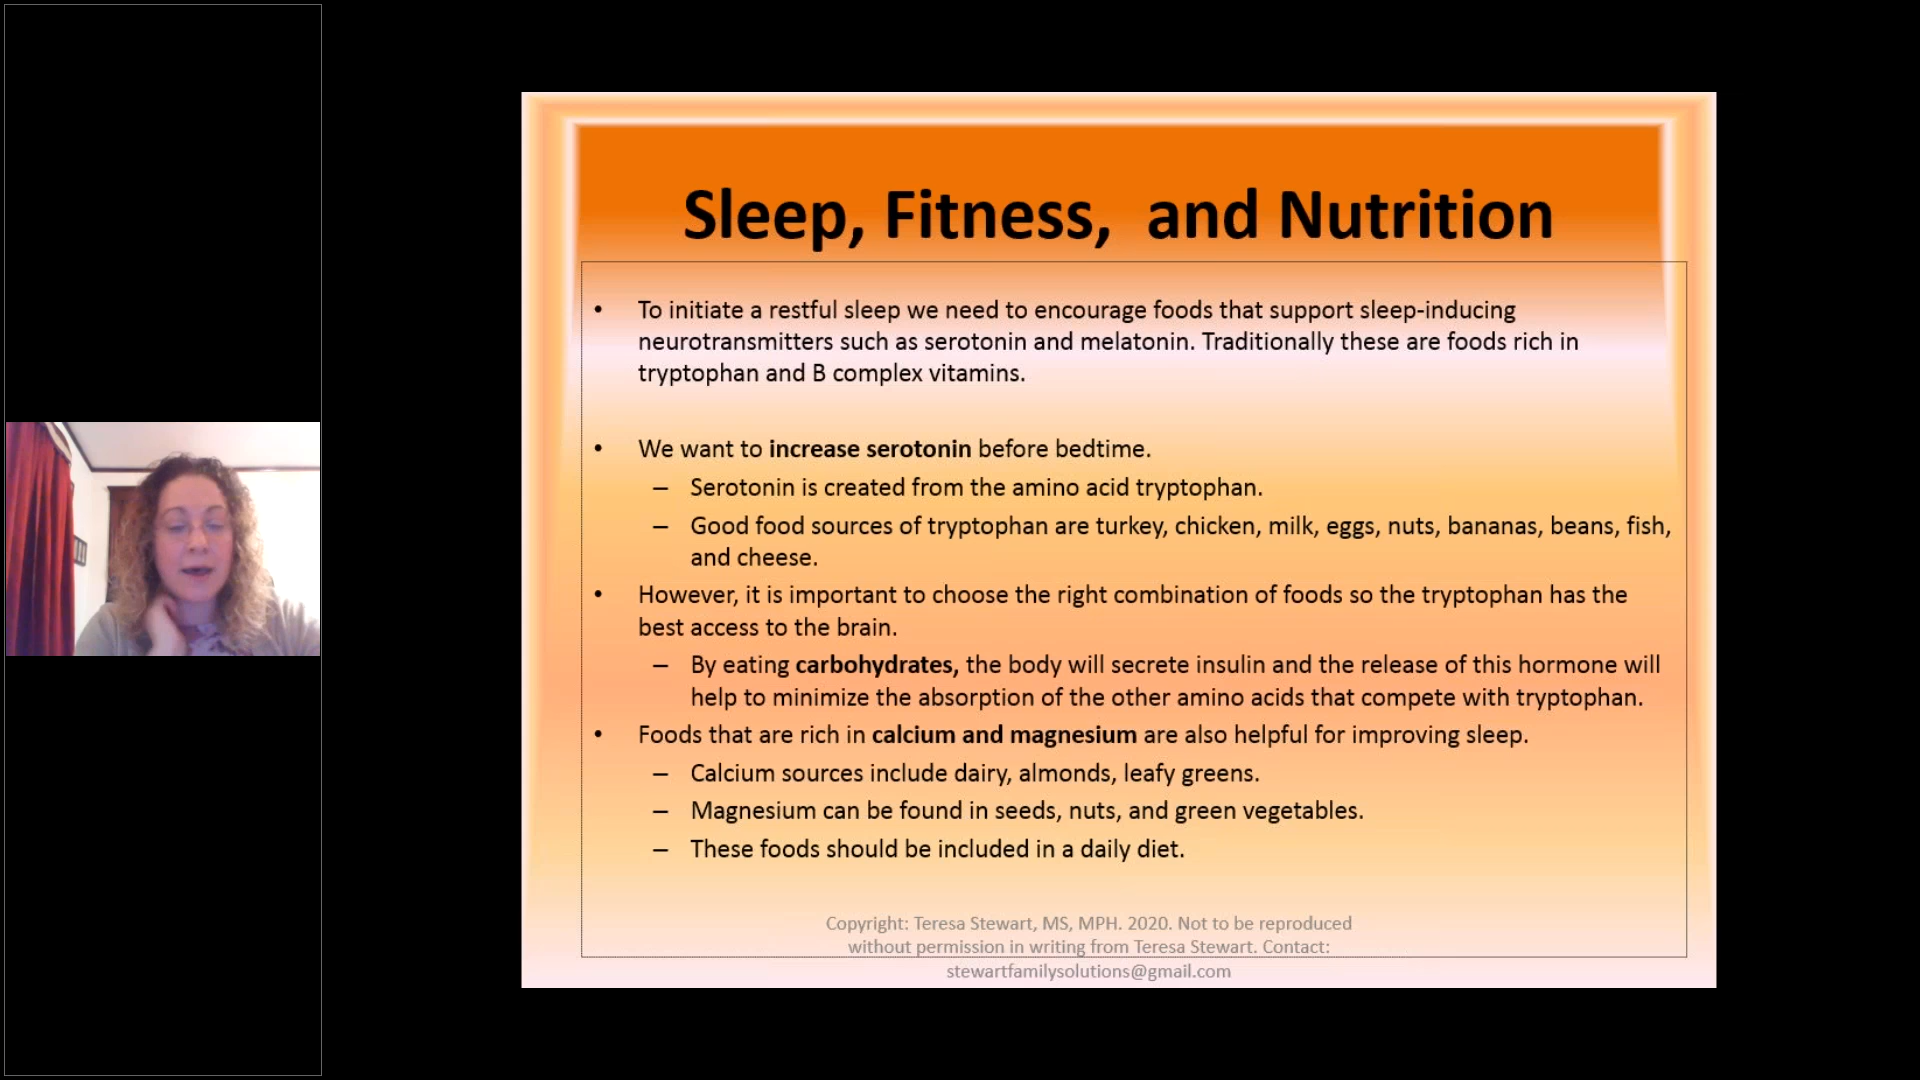 Sleep, Fitness,  and Nutrition
• To initiate a restful sleep we need to encourage foods that support sleep-inducing
neurotransmitters such as serotonin and melatonin. Traditionally these are foods rich in
tryptophan and B complex vitamins.
• We want to increase serotonin before bedtime.
– Serotonin is created from the amino acid tryptophan.
– Good food sources of tryptophan are turkey, chicken, milk, eggs, nuts, bananas, beans, fish,
and cheese.
• However, it is important to choose the right combination of foods so the tryptophan has the
best access to the brain.
– By eating carbohydrates, the body will secrete insulin and the release of this hormone will
help to minimize the absorption of the other amino acids that compete with tryptophan.
• Foods that are rich in calcium and magnesium are also helpful for improving sleep.
– Calcium sources include dairy, almonds, leafy greens.
– Magnesium can be found in seeds, nuts, and green vegetables.
– These foods should be included in a daily diet.
Copyright: Teresa Stewart, MS, MPH. 2020. Not to be reproduced
without permission in writing from Teresa Stewart. Contact:
stewartfamilysolutions@gmail.com